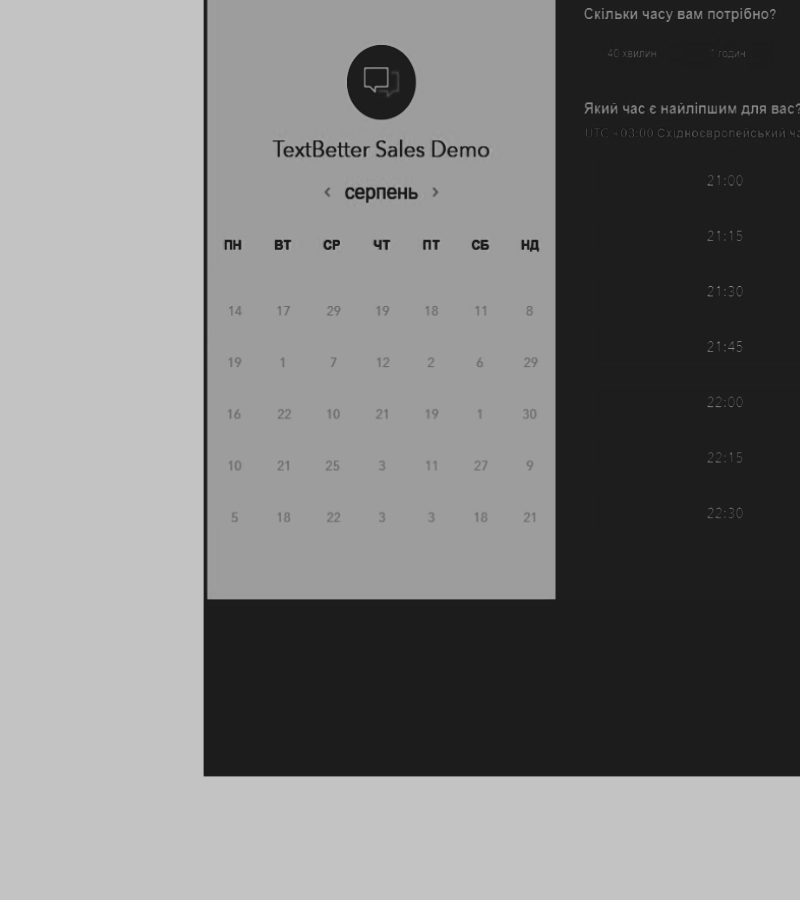 TextBetter Sales Demo
‹ серпень ›
ПН ВТ СР ЧТ ПТ СБ НД
14 17 29 19 18 11 8
19 1 7 12 2 6 29
16 22 10 21 19 1 30
10 21 25 3 11 27 9
5 18 22 3 3 18 21
Скільки часу вам потрібно?
40 хвилин 1 годин
Який час є найліпшим для вас?
UTC +03:00 Східноєвропейський
21:00
21:15
21:30
21:45
22:00
22:15
22:30